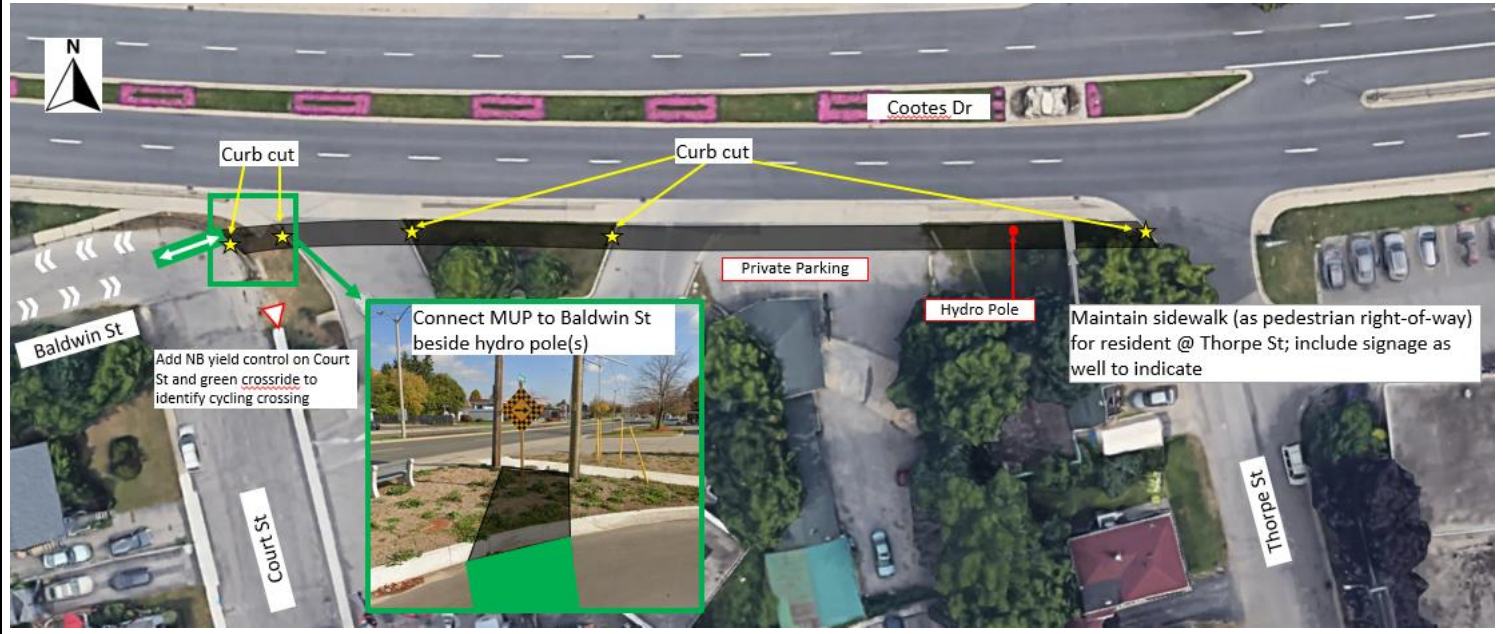 N
Cootes Dr
Curb cut
Curb cut
Private Parking
Hydro Pole
Baldwin St
Add NB yield control on Court
St and green crossride to
identify cycling crossing
Connect MUP to Baldwin St
beside hydro pole(s)
Maintain sidewalk (as pedestrian right-of-way)
for resident @ Thorpe St; include signage as
well to indicate
Court St
Thorpe St